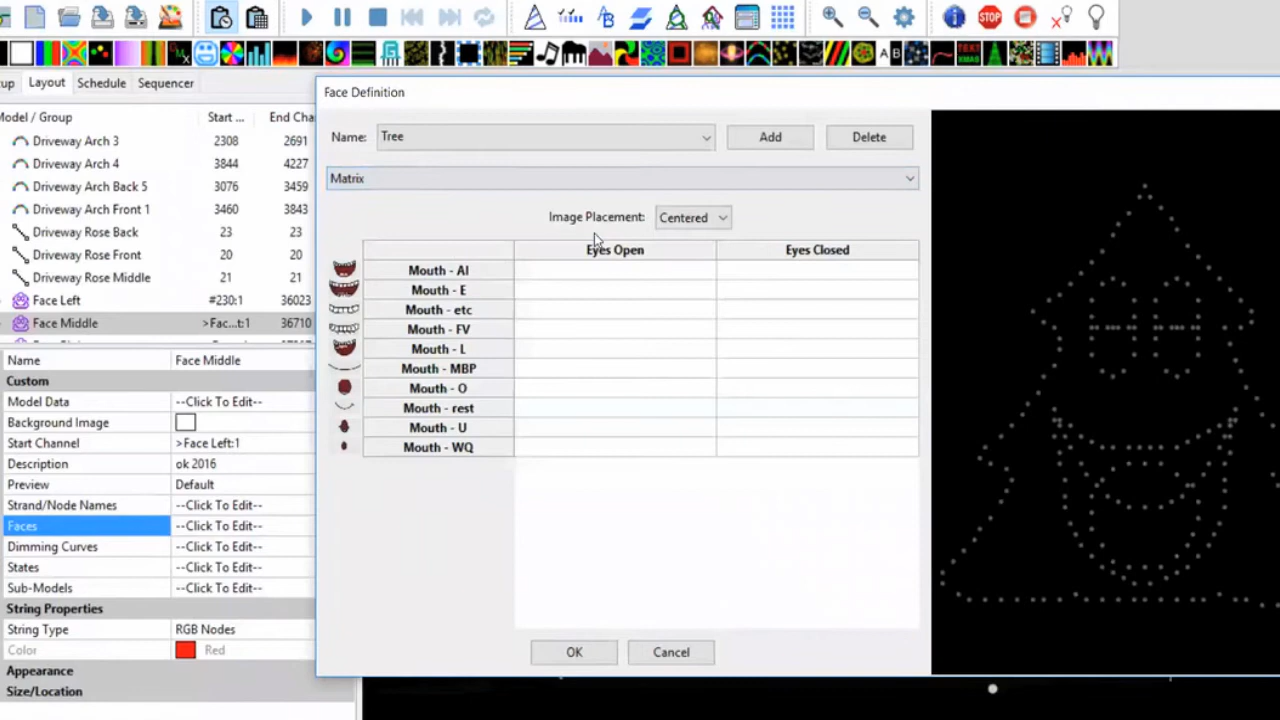 up Layout Schedule Sequencer
Model / Group Start ... End Cha
Driveway Arch 3 2308 2691
Driveway Arch 4 3844 4227
Driveway Arch Back 5 3076 3459
Driveway Arch Front 1 3460 3843
Driveway Rose Back 23 23
Driveway Rose Front 20 20
Driveway Rose Middle 21 21
Face Left #230:1 36023
Face Middle >Fac...t:1 36710
Name Face Middle
Custom
Model Data --Click To Edit--
Background Image
Start Channel >Face Left:1
Description ok 2016
Preview Default
Strand/Node Names --Click To Edit--
Faces --Click To Edit--
Dimming Curves --Click To Edit--
States --Click To Edit--
Sub-Models --Click To Edit--
String Properties
String Type RGB Nodes
Color Red
Appearance
Size/Location
Face Definition
Name: Tree Add Delete
Matrix
Image Placement: Centered
Eyes Open Eyes Closed
Mouth - AI
Mouth - E
Mouth - etc
Mouth - FV
Mouth - L
Mouth - MBP
Mouth - O
Mouth - rest
Mouth - U
Mouth - WQ
OK Cancel
STOP
TEXT
XMAS